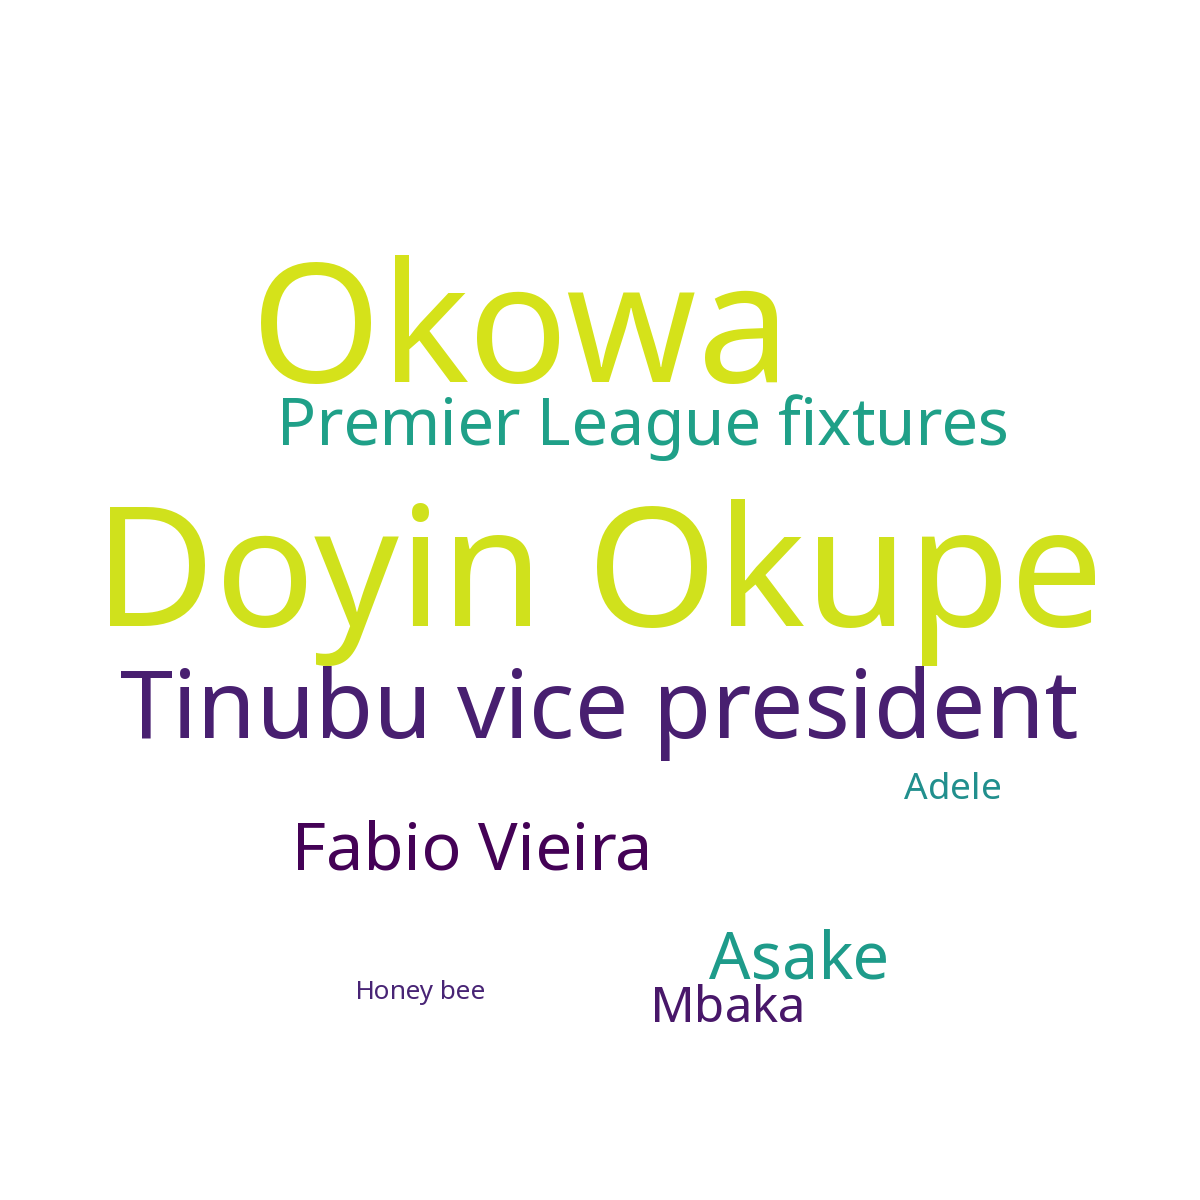 Okowa
Premier League fixtures
Doyin Okupe
Tinubu vice president
Adele
Fabio Vieira
Asake
Honey bee
Mbaka